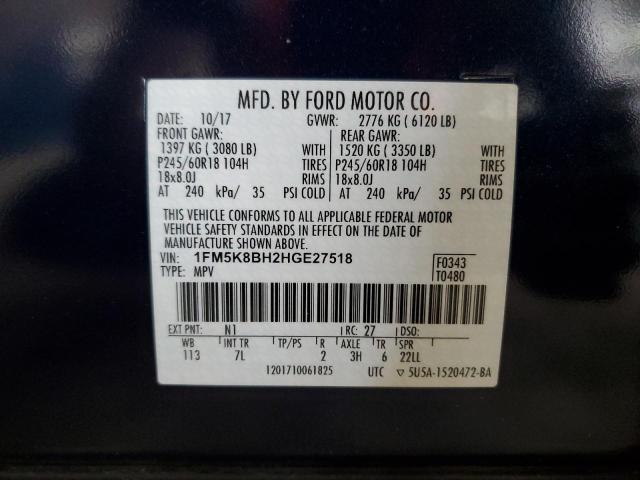 MFD. BY FORD MOTOR CO.
DATE: 10/17 GVWR: 2776 KG ( 6120 LB)
FRONT GAWR: REAR GAWR:
1397 KG ( 3080 LB) WITH 1520 KG ( 3350 LB) WITH
P245/60R18 104H TIRES P245/60R18 104H TIRES
18x8.0J RIMS 18x8.0J RIMS
AT 240 kPa/ 35 PSI COLD AT 240 kPa/ 35 PSI COLD
THIS VEHICLE CONFORMS TO ALL APPLICABLE FEDERAL MOTOR
VEHICLE SAFETY STANDARDS IN EFFECT ON THE DATE OF
MANUFACTURE SHOWN ABOVE.
VIN: 1FM5K8BH2HGE27518 F0343
TYPE: MPV T0480
EXT PNT: N1 RC: 27 DSO:
WB INT TR TP/PS R AXLE TR SPR
113 7L 2 3H 6 22LL
1201710061825 UTC ▽ 5U5A-1520472-BA